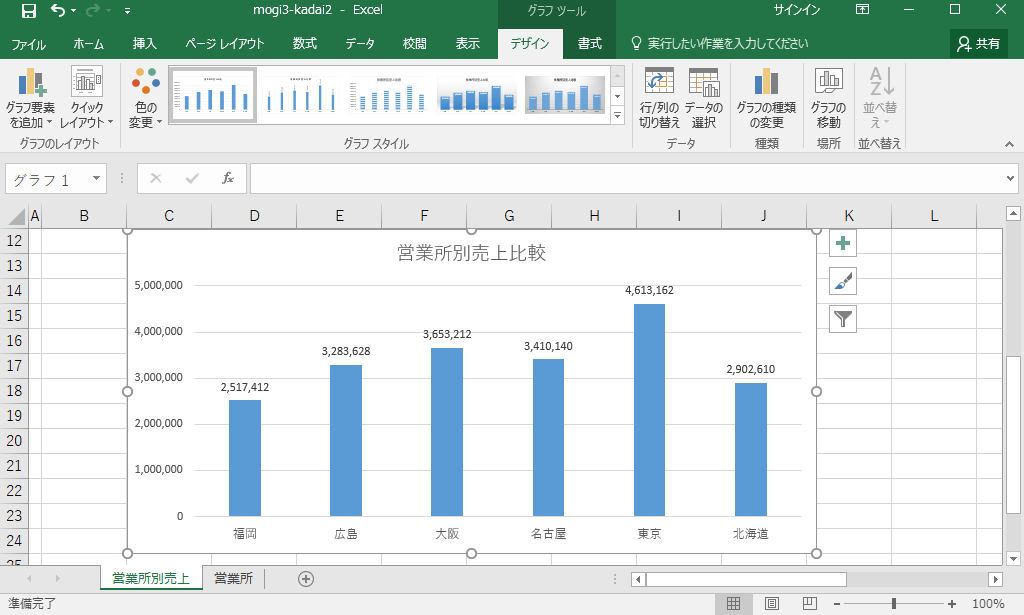 mogi3-kadai2 - Excel
グラフ ツール
サインイン
ファイル ホーム 挿入 ページ レイアウト 数式 データ 校閲 表示 デザイン 書式 実行したい作業を入力してください 共有
グラフ要素を追加
クイックレイアウト
色の変更
行/列の切り替え
データの選択
グラフの種類の変更
グラフの移動
並べ替え
グラフのレイアウト グラフ スタイル データ 種類 場所 並べ替え
グラフ 1 fx
A B C D E F G H I J K L
12
13
14
15
16
17
18
19
20
21
22
23
24
25
営業所別売上比較
5,000,000
4,000,000
3,000,000
2,000,000
1,000,000
0
2,517,412
3,283,628
3,653,212
3,410,140
4,613,162
2,902,610
福岡 広島 大阪 名古屋 東京 北海道
営業所別売上 営業所
準備完了
100%